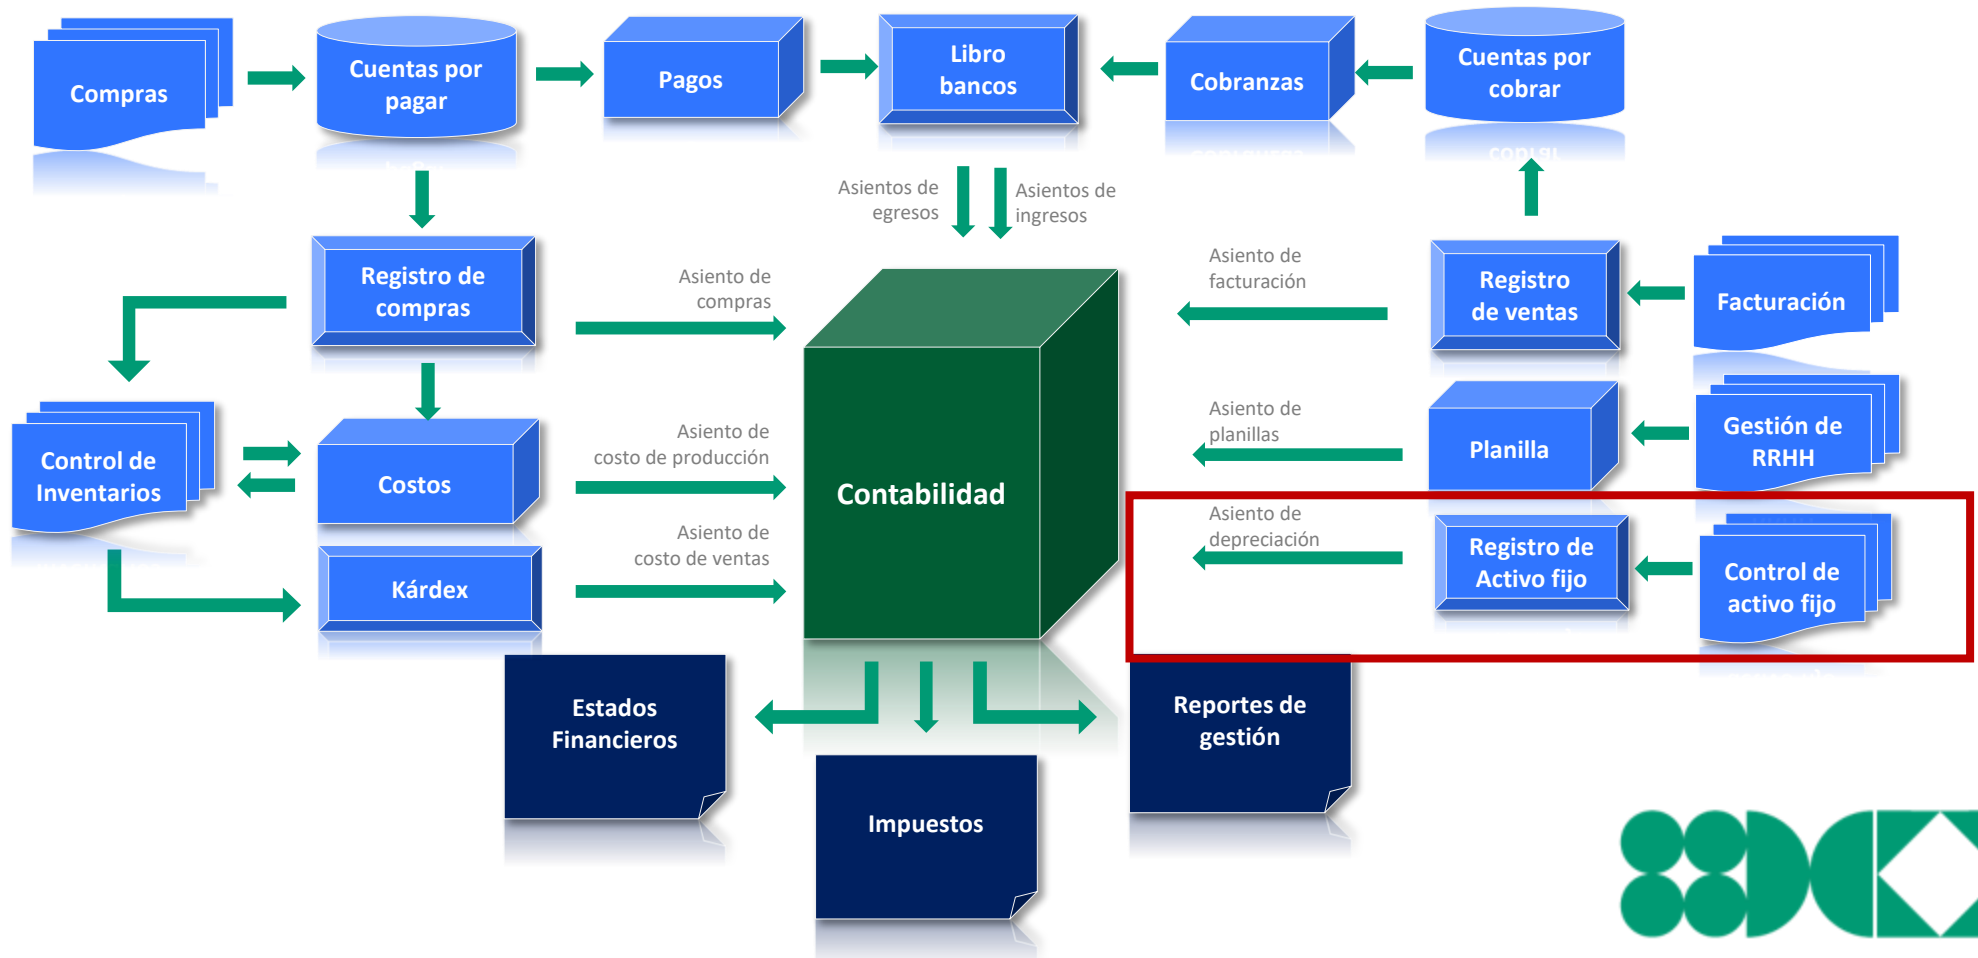 Compras
Cuentas por
pagar
Pagos
Libro
bancos
Cobranzas
Cuentas por
cobrar
Asientos de
egresos
Asientos de
ingresos
Registro de
compras
Asiento de
compras
Asiento de
facturación
Registro
de ventas
Facturación
Control de
Inventarios
Costos
Asiento de
costo de producción
Contabilidad
Asiento de
planillas
Planilla
Gestión de
RRHH
Kárdex
Asiento de
costo de ventas
Asiento de
depreciación
Registro de
Activo fijo
Control de
activo fijo
Estados
Financieros
Impuestos
Reportes de
gestión